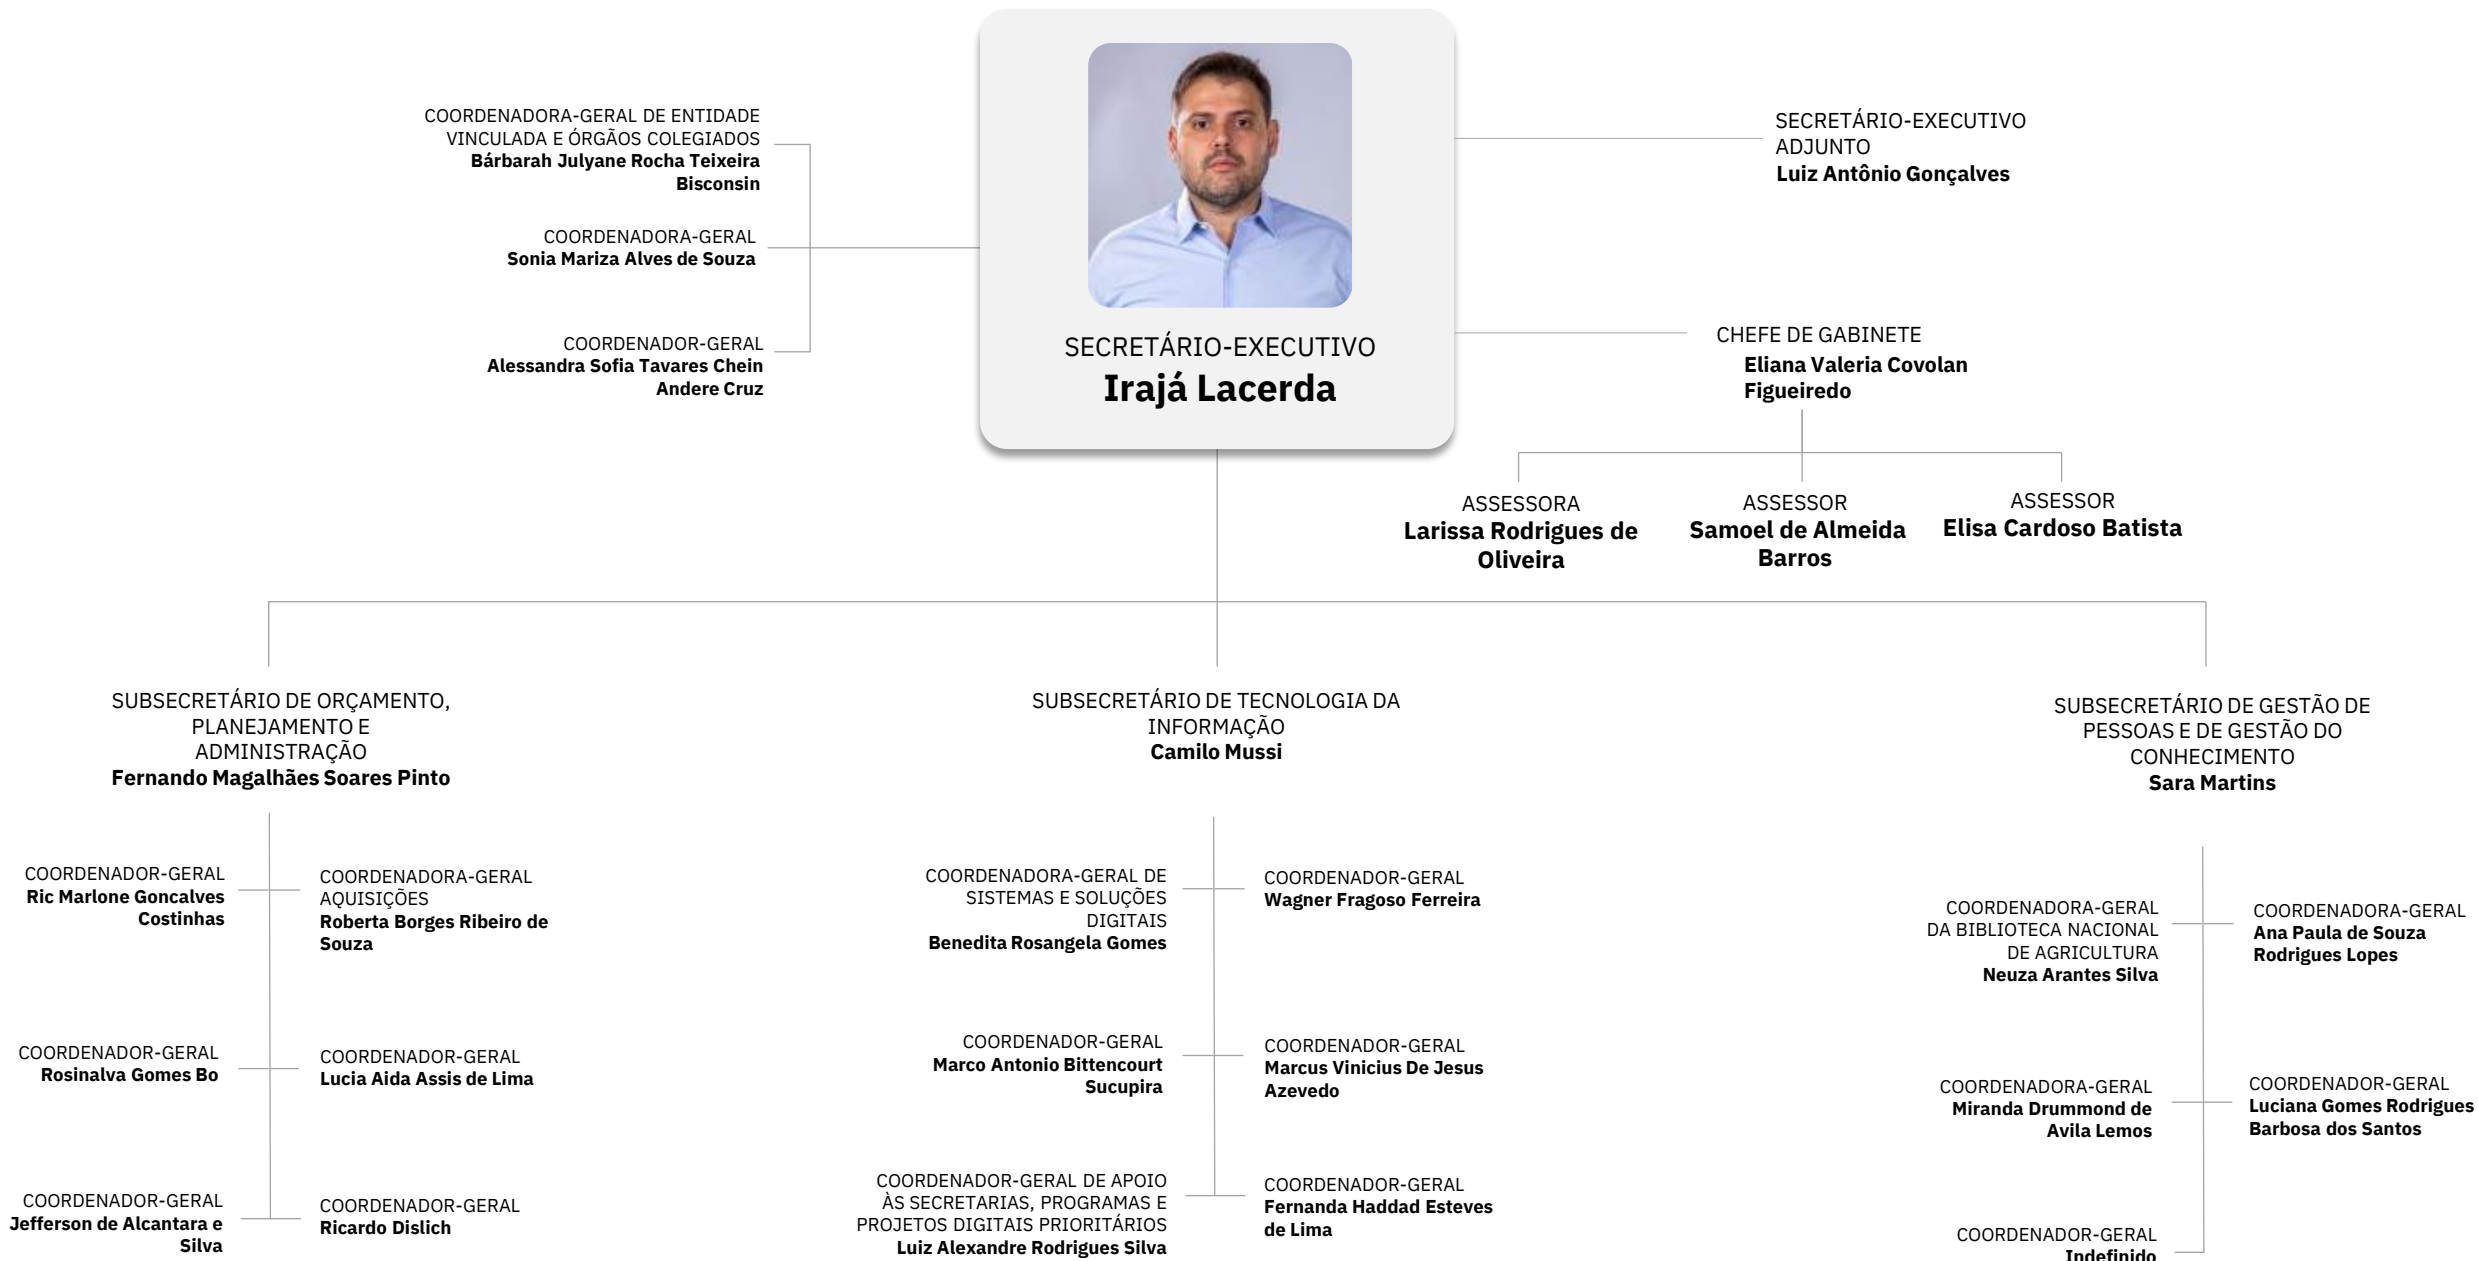 COORDENADORA-GERAL DE ENTIDADE
VINCULADA E ÓRGÃOS COLEGIADOS
Bárbarah Julyane Rocha Teixeira
Bisconsin
COORDENADORA-GERAL
Sonia Mariza Alves de Souza
COORDENADOR-GERAL
Alessandra Sofia Tavares Chein
Andere Cruz
SECRETÁRIO-EXECUTIVO
Irajá Lacerda
SECRETÁRIO-EXECUTIVO
ADJUNTO
Luiz Antônio Gonçalves
CHEFE DE GABINETE
Eliana Valeria Covolan
Figueiredo
ASSESSORA
Larissa Rodrigues de
Oliveira
ASSESSOR
Samoel de Almeida
Barros
ASSESSOR
Elisa Cardoso Batista
SUBSECRETÁRIO DE ORÇAMENTO,
PLANEJAMENTO E
ADMINISTRAÇÃO
Fernando Magalhães Soares Pinto
COORDENADOR-GERAL
Ric Marlone Goncalves
Costinhas
COORDENADORA-GERAL
AQUISIÇÕES
Roberta Borges Ribeiro de
Souza
COORDENADOR-GERAL
Rosinalva Gomes Bo
COORDENADOR-GERAL
Lucia Aida Assis de Lima
COORDENADOR-GERAL
Jefferson de Alcantara e
Silva
COORDENADOR-GERAL
Ricardo Dislich
SUBSECRETÁRIO DE TECNOLOGIA DA
INFORMAÇÃO
Camilo Mussi
COORDENADORA-GERAL DE
SISTEMAS E SOLUÇÕES
DIGITAIS
Benedita Rosangela Gomes
COORDENADOR-GERAL
Wagner Fragoso Ferreira
COORDENADOR-GERAL
Marco Antonio Bittencourt
Sucupira
COORDENADOR-GERAL
Marcus Vinicius De Jesus
Azevedo
COORDENADOR-GERAL DE APOIO
ÀS SECRETARIAS, PROGRAMAS E
PROJETOS DIGITAIS PRIORITÁRIOS
Luiz Alexandre Rodrigues Silva
COORDENADOR-GERAL
Fernanda Haddad Esteves
de Lima
SUBSECRETÁRIO DE GESTÃO DE
PESSOAS E DE GESTÃO DO
CONHECIMENTO
Sara Martins
COORDENADORA-GERAL
DA BIBLIOTECA NACIONAL
DE AGRICULTURA
Neuza Arantes Silva
COORDENADORA-GERAL
Ana Paula de Souza
Rodrigues Lopes
COORDENADORA-GERAL
Miranda Drummond de
Avila Lemos
COORDENADOR-GERAL
Luciana Gomes Rodrigues
Barbosa dos Santos
COORDENADOR-GERAL
Indefinido